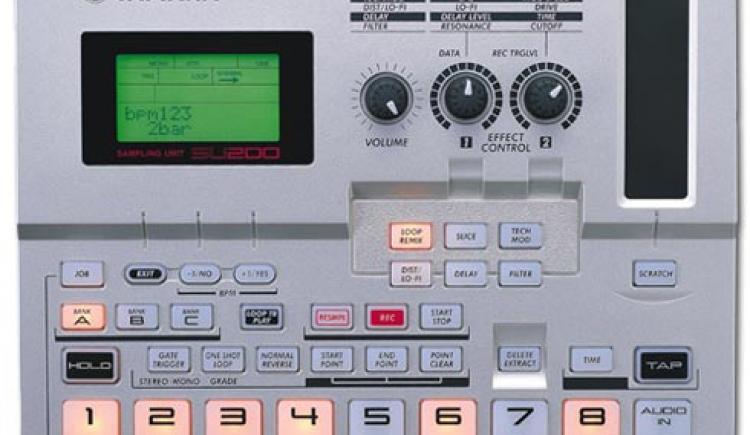 DIST/LO-FI LO-FI DRIVE
DELAY DELAY LEVEL TIME
FILTER RESONANCE CUTOFF
DATA REC TRGLVL
bpm123
2bar
SAMPLING UNIT SU200
VOLUME
1 EFFECT CONTROL 2
LOOP REMIX SLICE TECH MOD
DIST/LO-FI DELAY FILTER
SCRATCH
JOB EXIT -1/NO +1/YES
BPM
BANK A BANK B BANK C
LOOP TR PLAY
RESAMPLE REC START STOP
HOLD
GATE TRIGGER ONE SHOT LOOP NORMAL REVERSE
START POINT END POINT POINT CLEAR
DELETE EXTRACT
TIME
TAP
STEREO-MONO GRADE
1 2 3 4 5 6 7 8
AUDIO IN